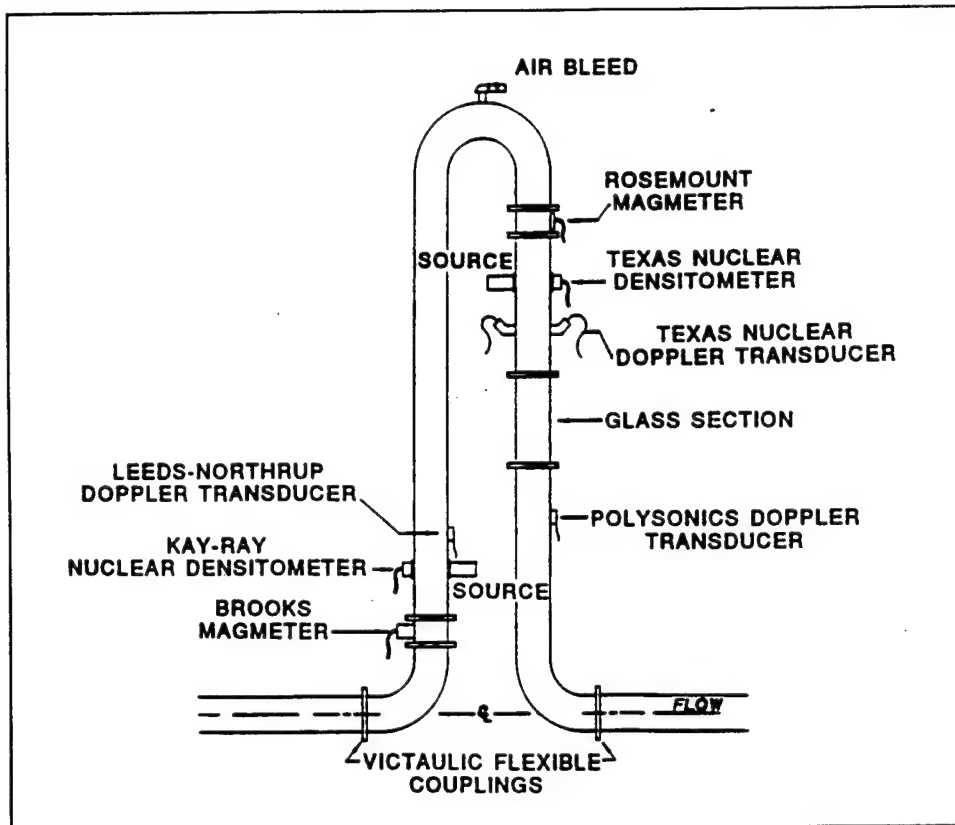 AIR BLEED
ROSEMOUNT
MAGMETER
SOURCE
TEXAS NUCLEAR
DENSITOMETER
TEXAS NUCLEAR
DOPPLER TRANSDUCER
GLASS SECTION
LEEDS-NORTHRUP
DOPPLER TRANSDUCER
POLYSONICS DOPPLER
TRANSDUCER
KAY-RAY
NUCLEAR DENSITOMETER
SOURCE
BROOKS
MAGMETER
FLOW
℄
VICTAULIC FLEXIBLE
COUPLINGS